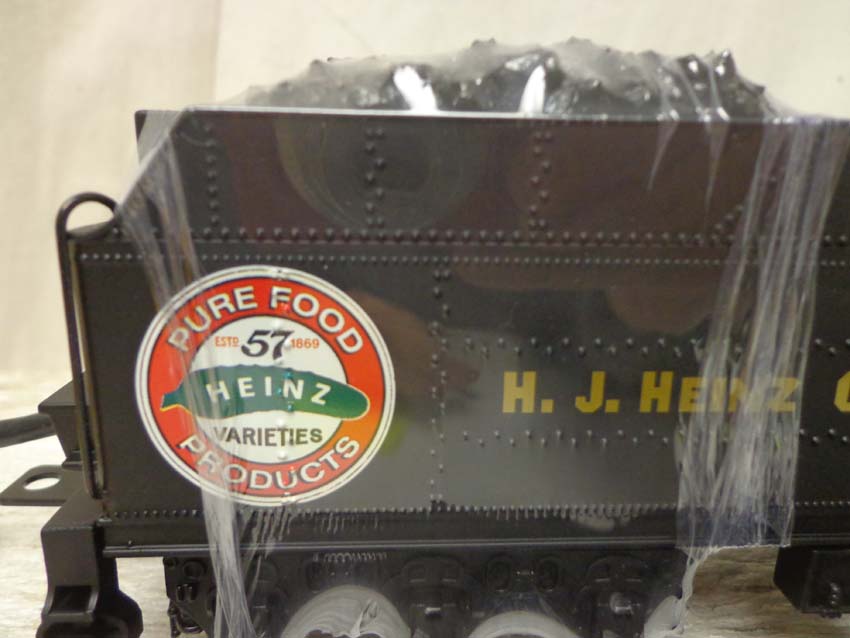 PURE FOOD
ESTD 57 1869
HEINZ
VARIETIES
PRODUCTS
H. J. HEINZ